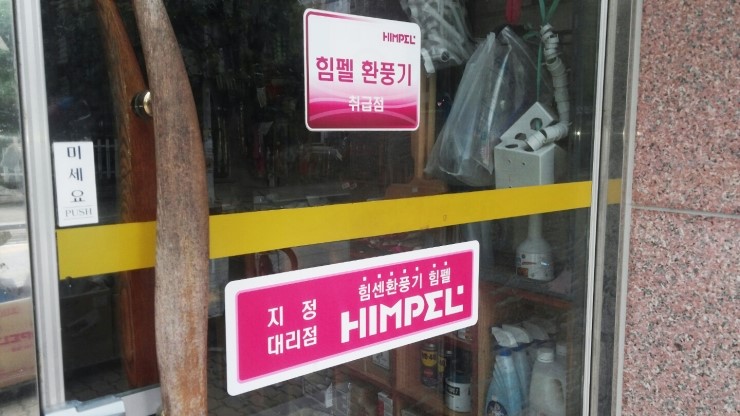 HIMPEL
힘펠 환풍기
취급점
미세요
PUSH
힘센환풍기 힘펠
지정
대리점
HIMPEL